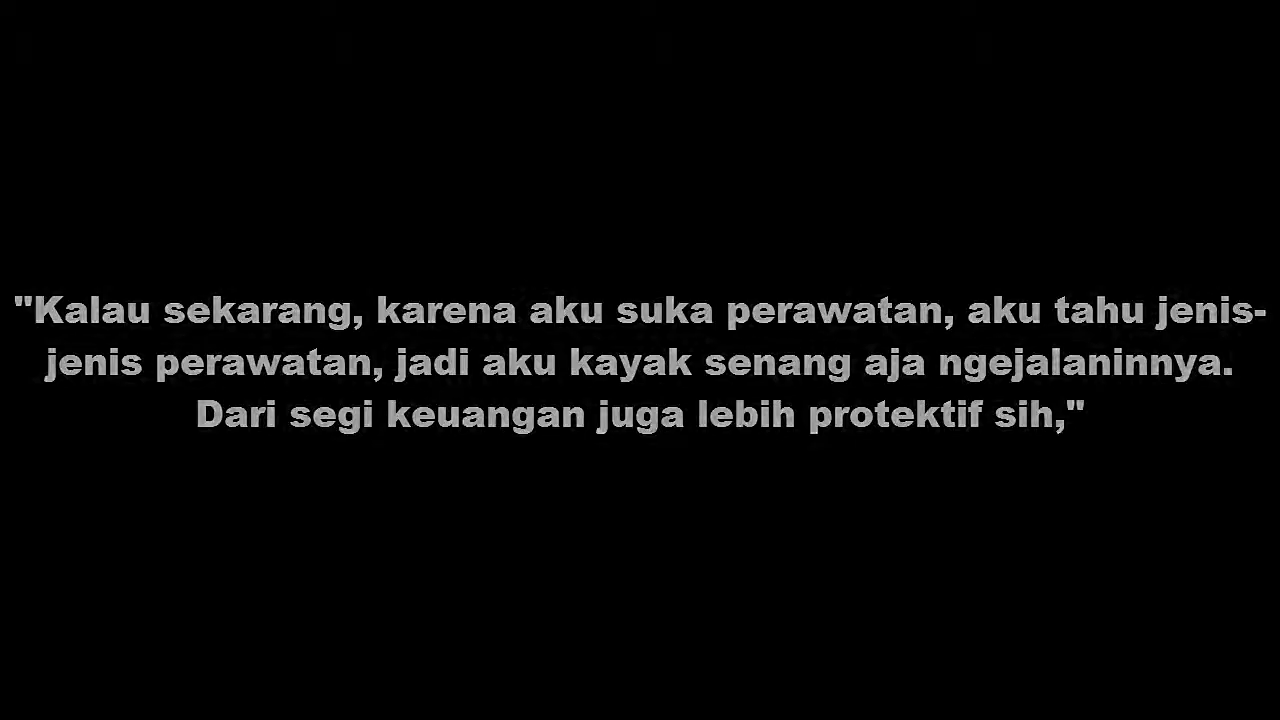 "Kalau sekarang, karena aku suka perawatan, aku tahu jenis-
jenis perawatan, jadi aku kayak senang aja ngejalaninnya.
Dari segi keuangan juga lebih protektif sih,"